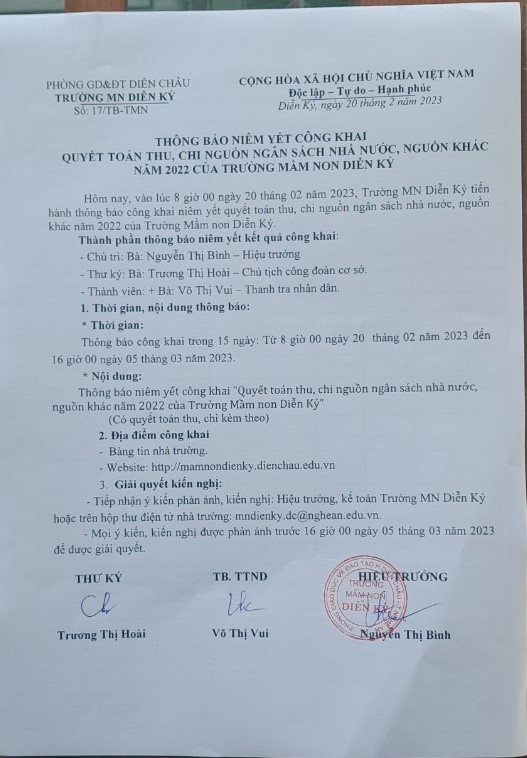 PHÒNG GD&ĐT DIỄN CHÂU
TRƯỜNG MN DIỄN KỶ
Số: 17/TB-TMN
CỘNG HÒA XÃ HỘI CHỦ NGHĨA VIỆT NAM
Độc lập – Tự do – Hạnh phúc
Diễn Kỷ, ngày 20 tháng 2 năm 2023
THÔNG BÁO NIÊM YẾT CÔNG KHAI
QUYẾT TOÁN THU, CHI NGUỒN NGÂN SÁCH NHÀ NƯỚC, NGUỒN KHÁC
NĂM 2022 CỦA TRƯỜNG MẦM NON DIỄN KỶ
Hôm nay, vào lúc 8 giờ 00 ngày 20 tháng 02 năm 2023, Trường MN Diễn Kỷ tiến
hành thông báo công khai niêm yết quyết toán thu, chi nguồn ngân sách nhà nước, nguồn
khác năm 2022 của Trường Mầm non Diễn Kỷ.
Thành phần thông báo niêm yết kết quả công khai:
- Chủ trì: Bà: Nguyễn Thị Bình – Hiệu trưởng
- Thư ký: Bà: Trương Thị Hoài – Chủ tịch công đoàn cơ sở.
- Thành viên: + Bà: Võ Thị Vui – Thanh tra nhân dân.
1. Thời gian, nội dung thông báo:
* Thời gian:
Thông báo công khai trong 15 ngày: Từ 8 giờ 00 ngày 20 tháng 02 năm 2023 đến
16 giờ 00 ngày 05 tháng 03 năm 2023.
* Nội dung:
Thông báo niêm yết công khai "Quyết toán thu, chi nguồn ngân sách nhà nước,
nguồn khác năm 2022 của Trường Mầm non Diễn Kỷ"
(Có quyết toán thu, chi kèm theo)
2. Địa điểm công khai
- Bảng tin nhà trường.
- Website: http://mamnondienky.dienchau.edu.vn
3. Giải quyết kiến nghị:
- Tiếp nhận ý kiến phản ánh, kiến nghị: Hiệu trưởng, kế toán Trường MN Diễn Kỷ
hoặc trên hộp thư điện tử nhà trường: mndienky.dc@nghean.edu.vn.
- Mọi ý kiến, kiến nghị được phản ánh trước 16 giờ 00 ngày 05 tháng 03 năm 2023
để được giải quyết.
THƯ KÝ
TB. TTND
HIỆU TRƯỞNG
TRƯỜNG
MẦM NON
DIỄN KỶ
Trương Thị Hoài
Võ Thị Vui
Nguyễn Thị Bình